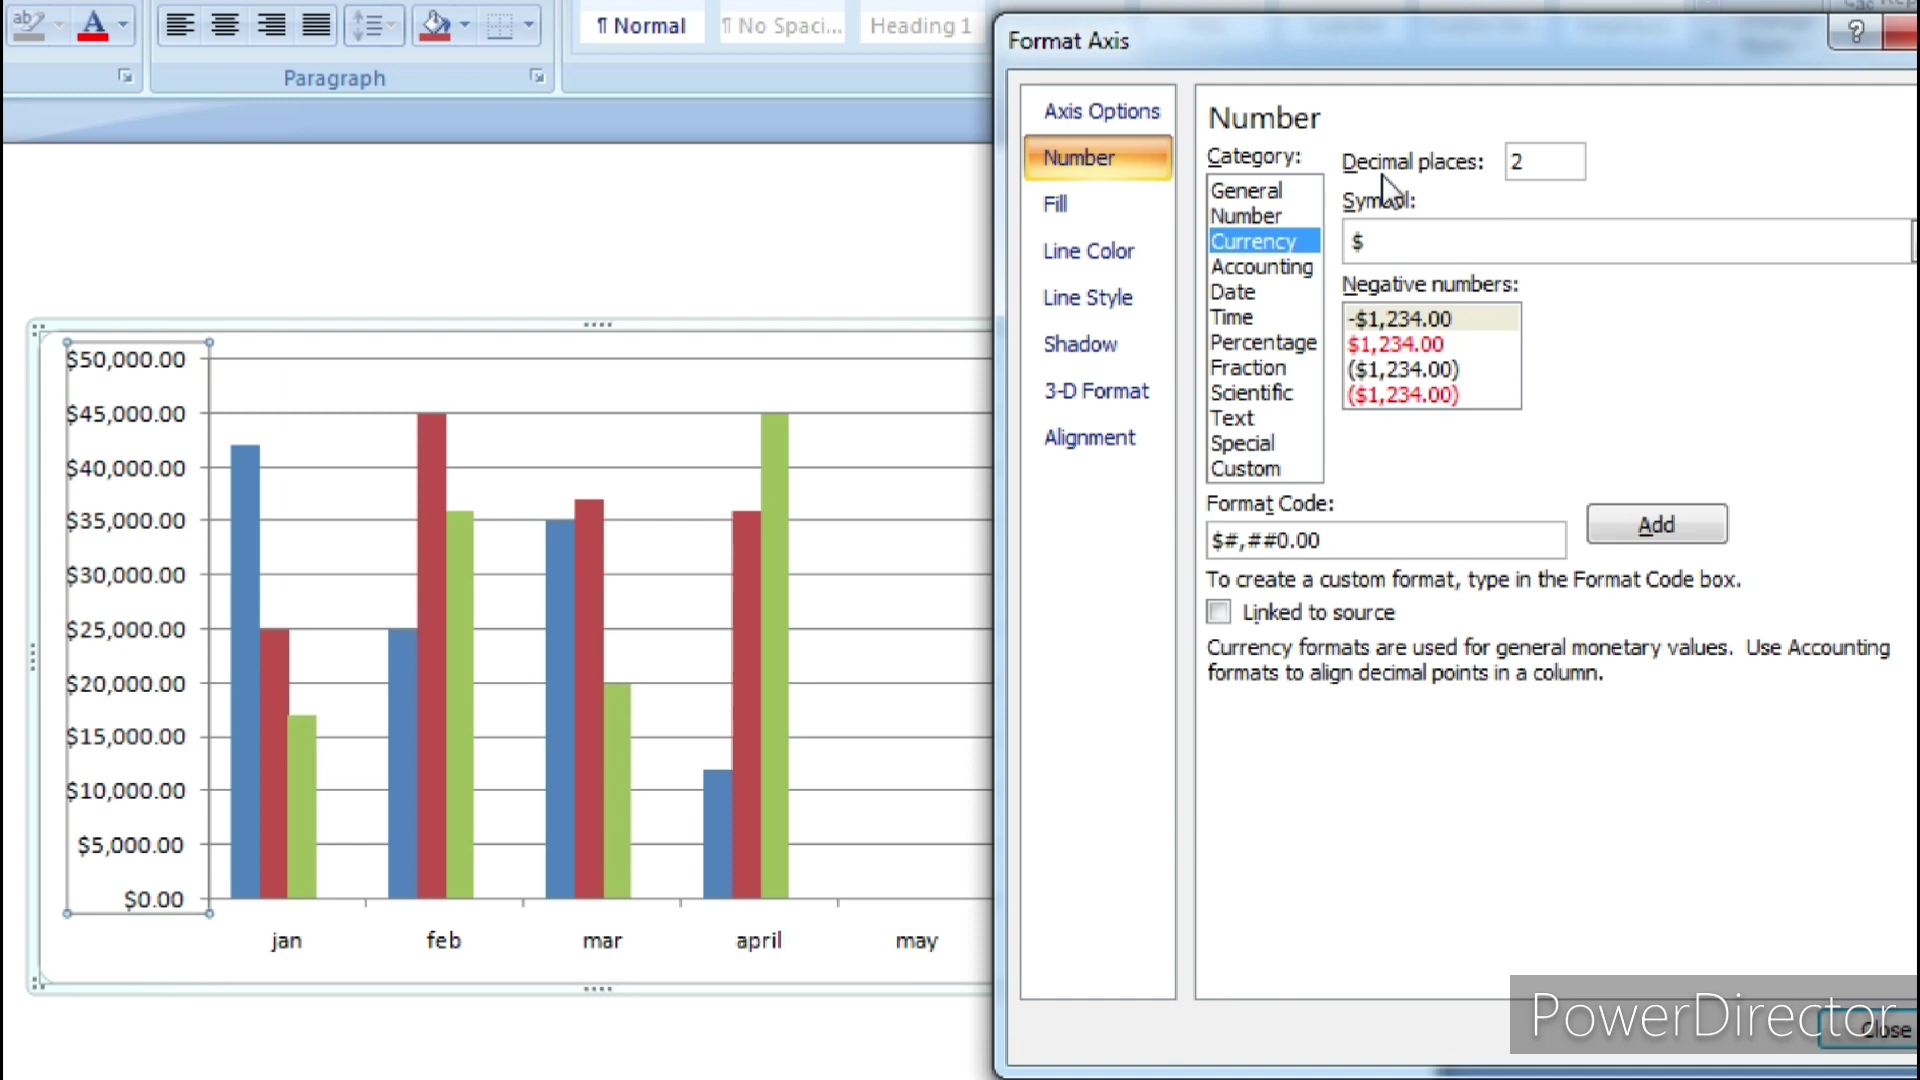 ab
A
¶ Normal
¶ No Spaci...
Heading 1
Paragraph
Format Axis
?
Axis Options
Number
Fill
Line Color
Line Style
Shadow
3-D Format
Alignment
Number
Category:
General
Number
Currency
Accounting
Date
Time
Percentage
Fraction
Scientific
Text
Special
Custom
Decimal places: 2
Symbol:
$
Negative numbers:
-$1,234.00
$1,234.00
($1,234.00)
($1,234.00)
Format Code:
$#,##0.00
Add
To create a custom format, type in the Format Code box.
Linked to source
Currency formats are used for general monetary values.  Use Accounting
formats to align decimal points in a column.
Close
$50,000.00
$45,000.00
$40,000.00
$35,000.00
$30,000.00
$25,000.00
$20,000.00
$15,000.00
$10,000.00
$5,000.00
$0.00
jan feb mar april may
PowerDirector